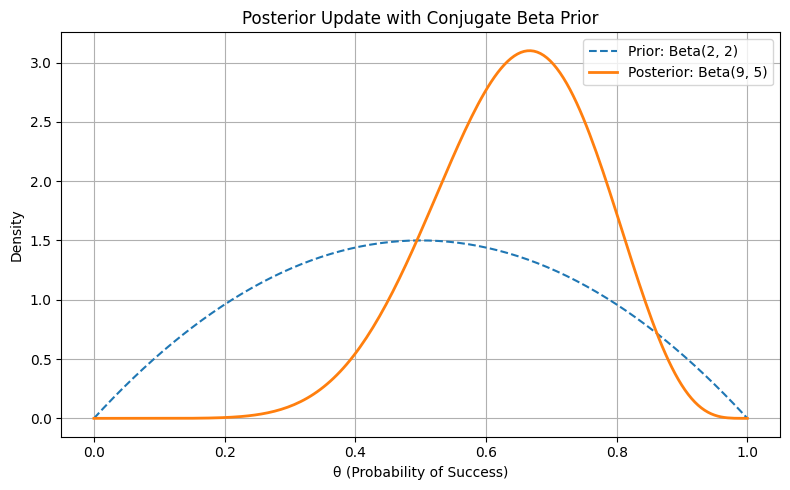 Posterior Update with Conjugate Beta Prior
Prior: Beta(2, 2)
Posterior: Beta(9, 5)
Density
3.0
2.5
2.0
1.5
1.0
0.5
0.0
0.0
0.2
0.4
0.6
0.8
1.0
θ (Probability of Success)